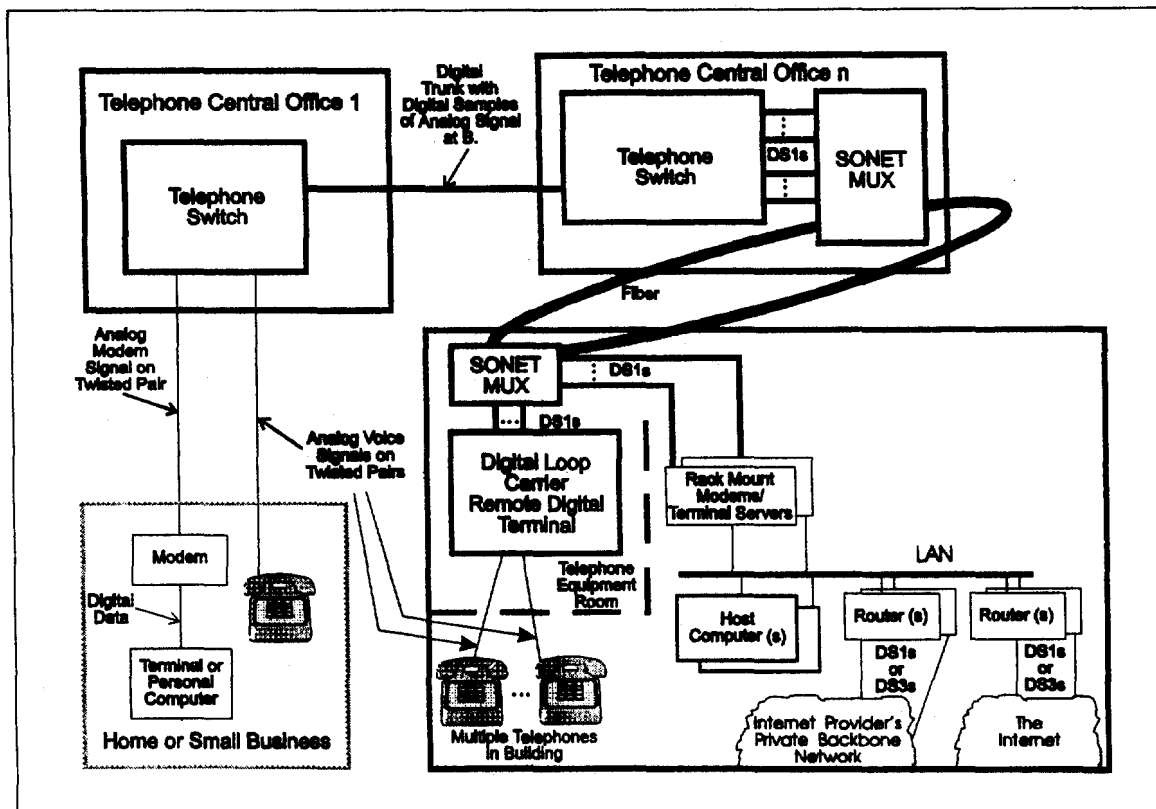 Telephone Central Office 1
Telephone
Switch
Digital
Trunk with
Digital Samples
of Analog Signal
at B.
Telephone Central Office n
Telephone
Switch
DS1s
SONET
MUX
Fiber
Analog
Modem
Signal on
Twisted Pair
Analog Voice
Signals on
Twisted Pairs
Modem
Digital
Data
Terminal or
Personal
Computer
Home or Small Business
SONET
MUX
DS1s
DS1s
Digital Loop
Carrier
Remote Digital
Terminal
Telephone
Equipment
Room
Rack Mount
Modems/
Terminal Servers
LAN
Host
Computer (s)
Router (s)
Router (s)
DS1s
or
DS3s
DS1s
or
DS3s
Multiple Telephones
in Building
Internet Provider's
Private Backbone
Network
The
Internet